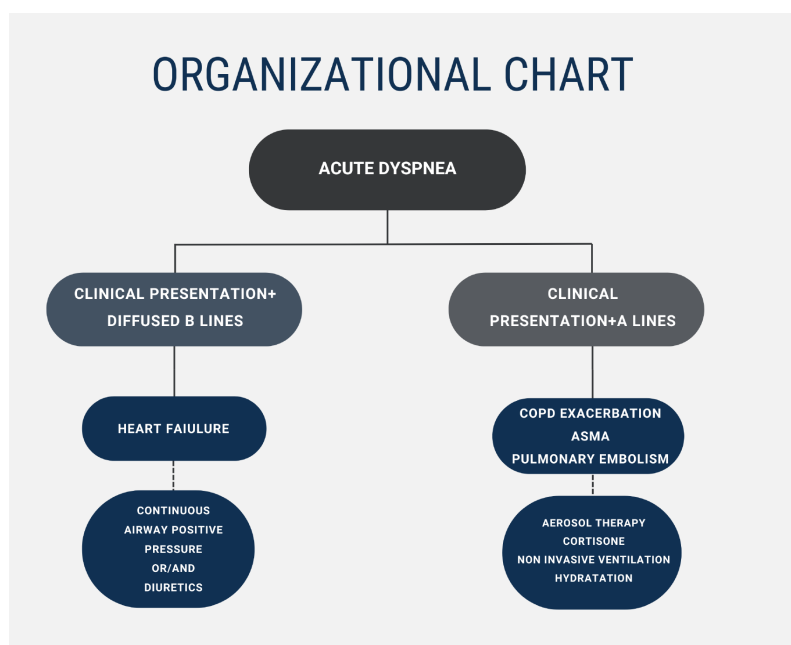 ORGANIZATIONAL CHART
ACUTE DYSPNEA
CLINICAL PRESENTATION+
DIFFUSED B LINES
CLINICAL
PRESENTATION+A LINES
HEART FAIULURE
COPD EXACERBATION
ASMA
PULMONARY EMBOLISM
CONTINUOUS
AIRWAY POSITIVE
PRESSURE
OR/AND
DIURETICS
AEROSOL THERAPY
CORTISONE
NON INVASIVE VENTILATION
HYDRATATION